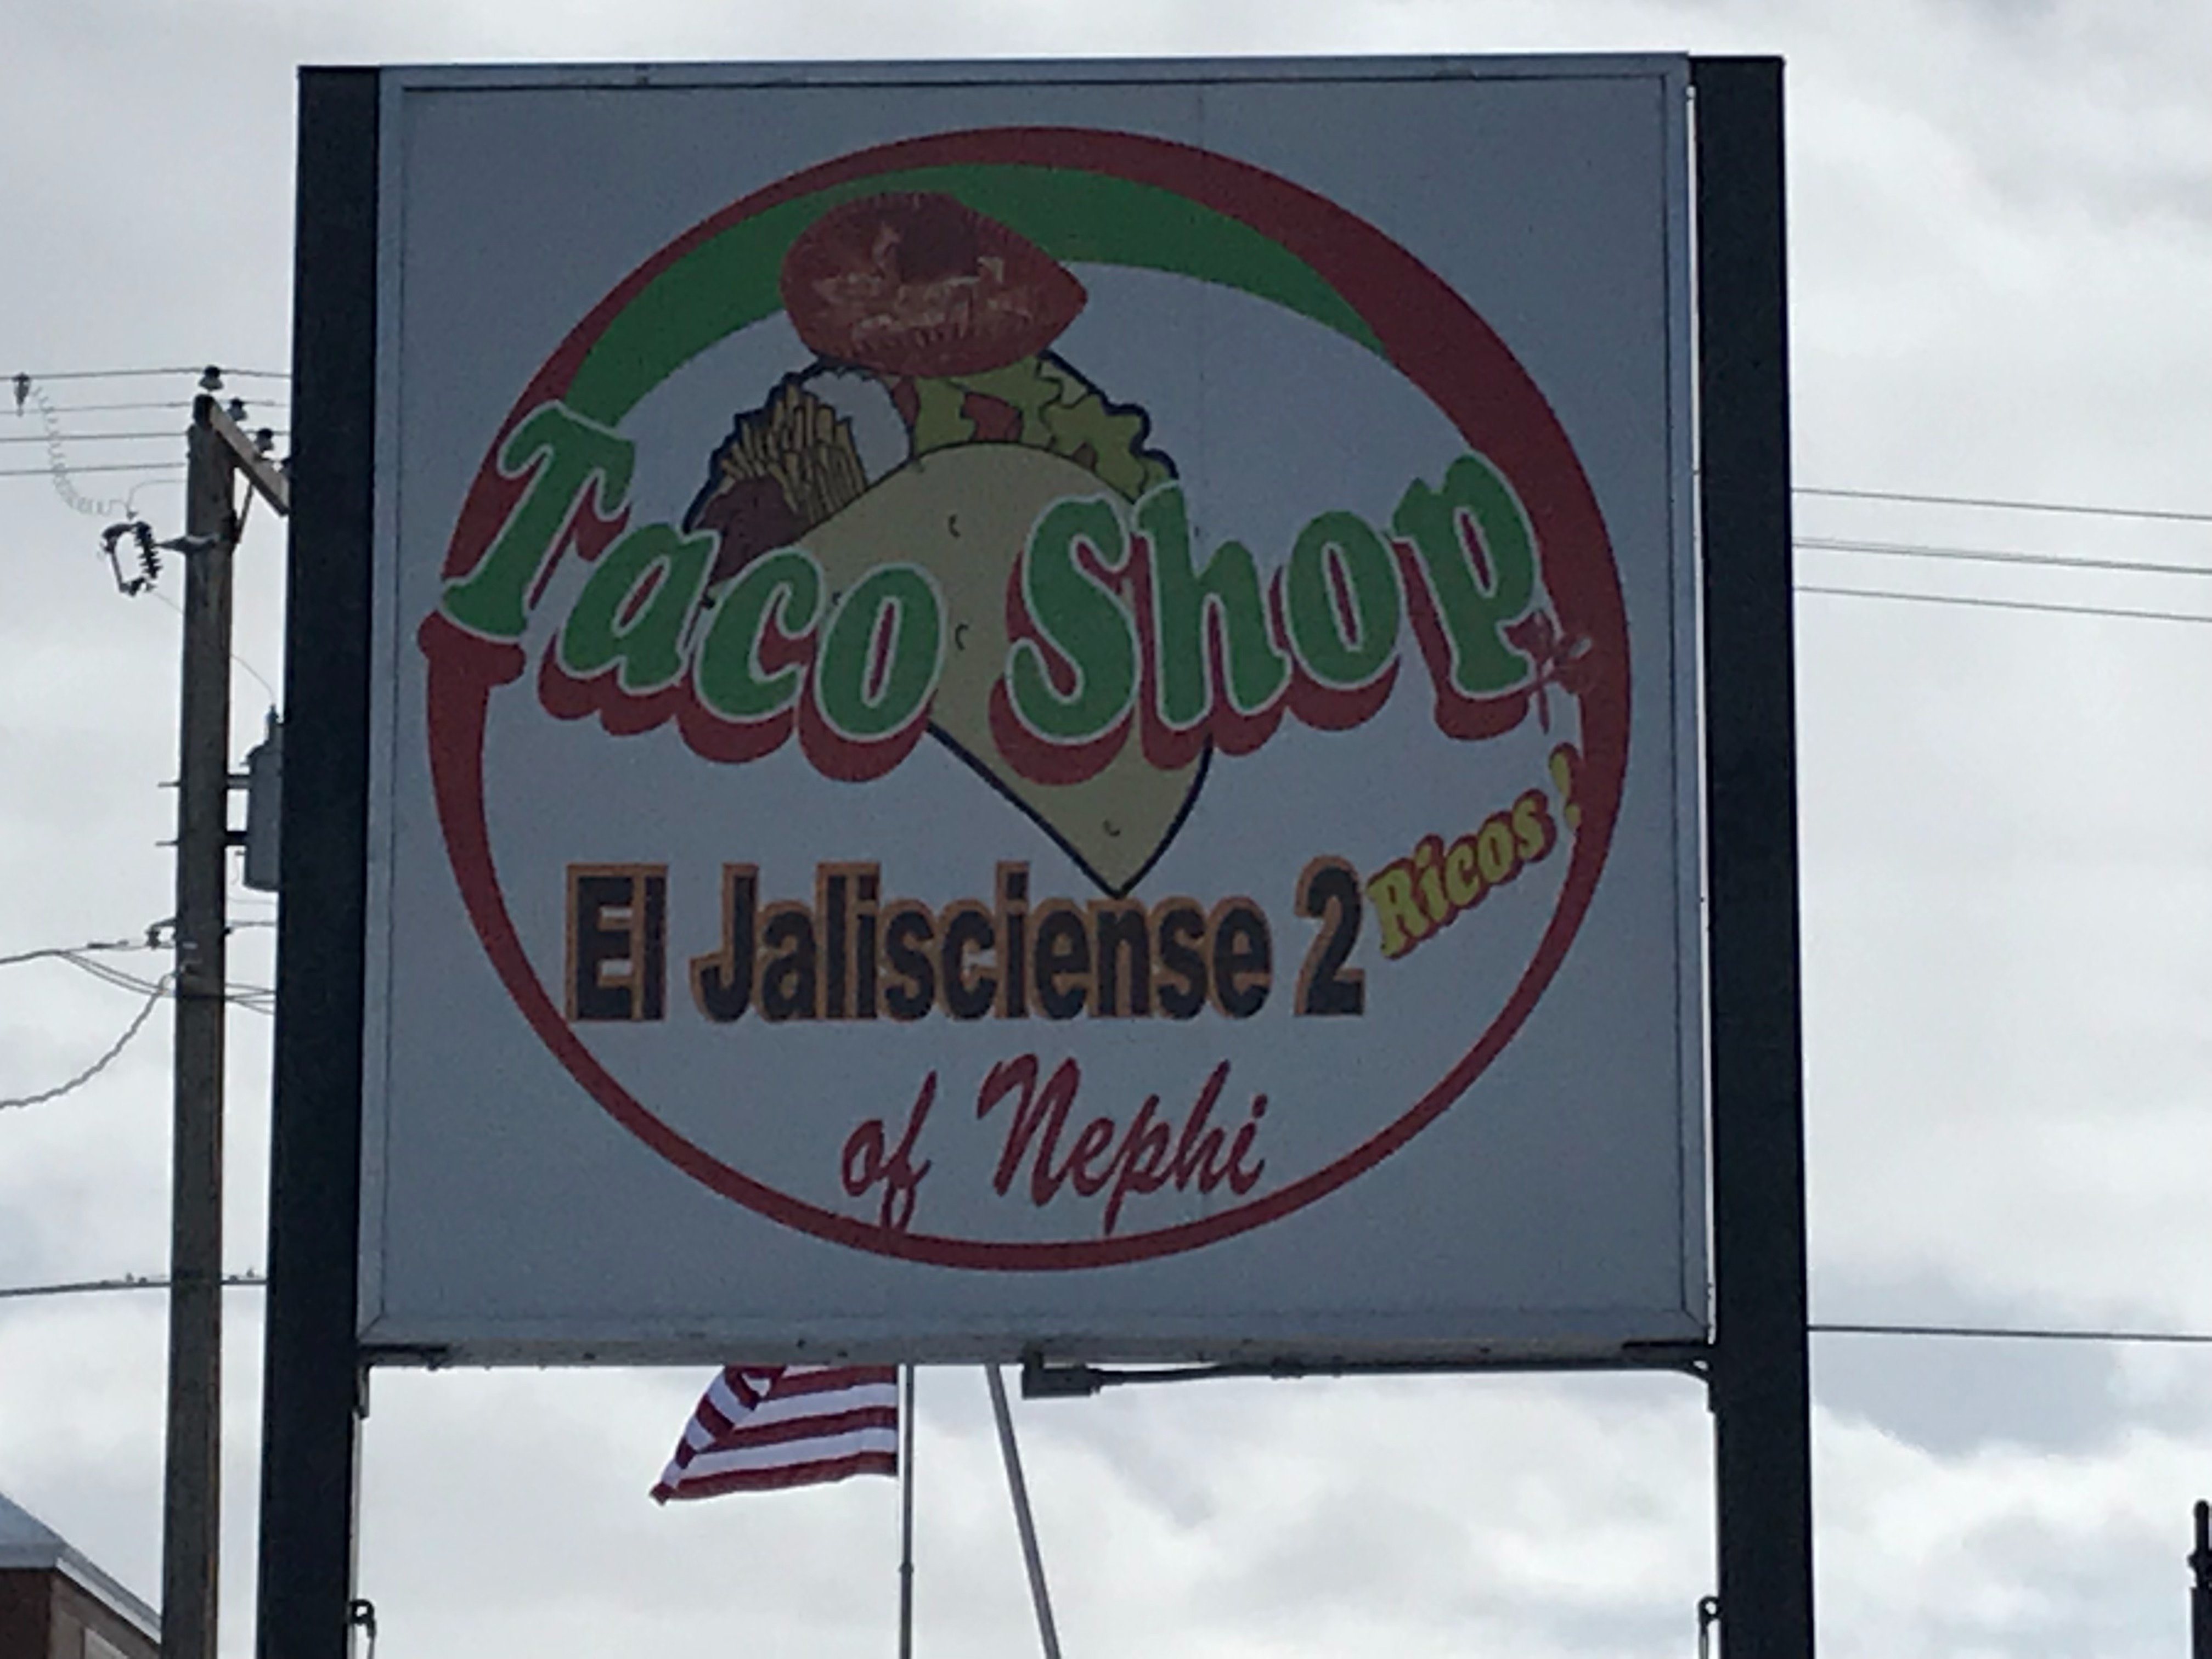 Taco Shop
Ricos!
El Jalisciense 2
of Nephi